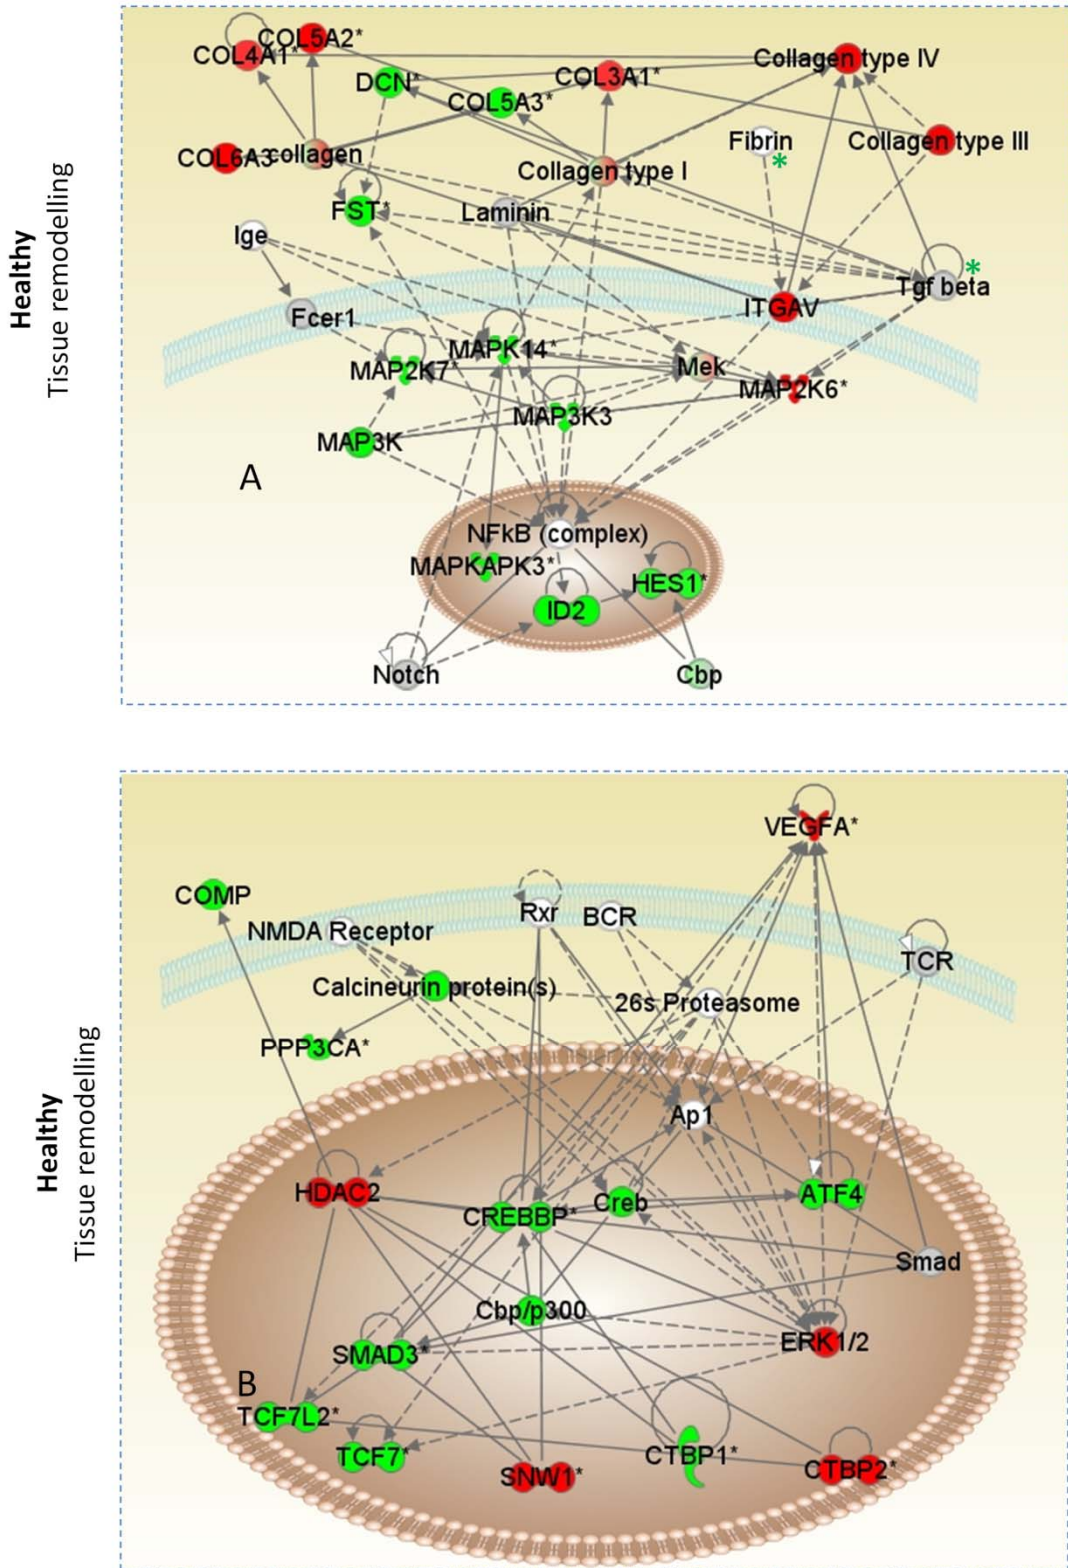 Healthy
Tissue remodelling
COL5A2*
COL4A1*
DCN*
COL3A1*
Collagen type IV
COL5A3*
Fibrin
*
Collagen type III
COL6A3
collagen
Collagen type I
FST*
Laminin
Ige
*
Tgf beta
Fcer1
ITGAV
MAPK14*
MAP2K7*
Mek
MAP2K6*
MAP3K3
MAP3K
A
NFkB (complex)
MAPKAPK3*
HES1*
ID2
Notch
Cbp
Healthy
Tissue remodelling
VEGFA*
COMP
NMDA Receptor
Rxr
BCR
TCR
Calcineurin protein(s)
26s Proteasome
PPP3CA*
Ap1
HDAC2
CREBBP*
Creb
ATF4
Smad
Cbp/p300
ERK1/2
SMAD3*
B
TCF7L2*
TCF7*
SNW1*
CTBP1*
CTBP2*